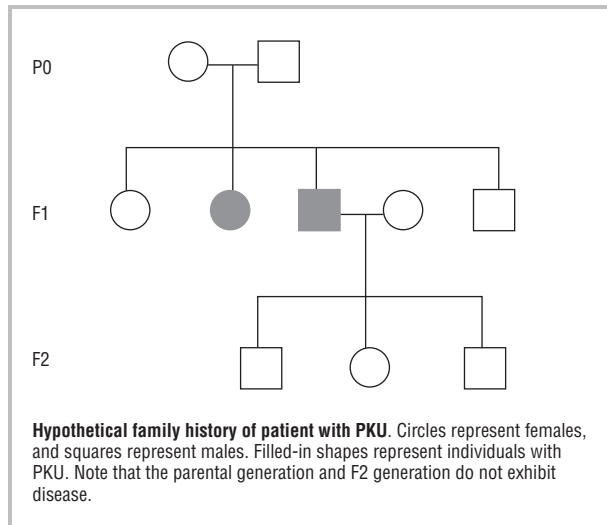 P0
F1
F2
Hypothetical family history of patient with PKU. Circles represent females,
and squares represent males. Filled-in shapes represent individuals with
PKU. Note that the parental generation and F2 generation do not exhibit
disease.